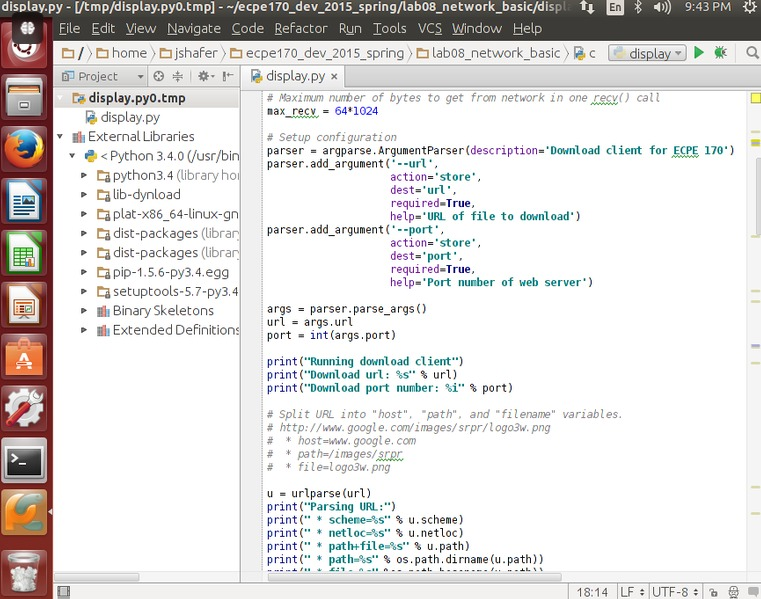 display.py - [/tmp/display.py0.tmp] - ~/ecpe170_dev_2015_spring/lab08_network_basic/displ
En 9:43 PM
File Edit View Navigate Code Refactor Run Tools VCS Window Help
/ home jshafer ecpe170_dev_2015_spring lab08_network_basic c display
Project
display.py ×
display.py0.tmp
display.py
External Libraries
< Python 3.4.0 (/usr/bin
python3.4 (library ho
lib-dynload
plat-x86_64-linux-gn
dist-packages (library
dist-packages (library
pip-1.5.6-py3.4.egg
setuptools-5.7-py3.4
Binary Skeletons
Extended Definitions
# Maximum number of bytes to get from network in one recv() call
max_recv = 64*1024
# Setup configuration
parser = argparse.ArgumentParser(description='Download client for ECPE 170')
parser.add_argument('--url',
action='store',
dest='url',
required=True,
help='URL of file to download')
parser.add_argument('--port',
action='store',
dest='port',
required=True,
help='Port number of web server')
args = parser.parse_args()
url = args.url
port = int(args.port)
print("Running download client")
print("Download url: %s" % url)
print("Download port number: %i" % port)
# Split URL into "host", "path", and "filename" variables.
# http://www.google.com/images/srpr/logo3w.png
# * host=www.google.com
# * path=/images/srpr
# * file=logo3w.png
u = urlparse(url)
print("Parsing URL:")
print(" * scheme=%s" % u.scheme)
print(" * netloc=%s" % u.netloc)
print(" * path+file=%s" % u.path)
print(" * path=%s" % os.path.dirname(u.path))
18:14 LF UTF-8